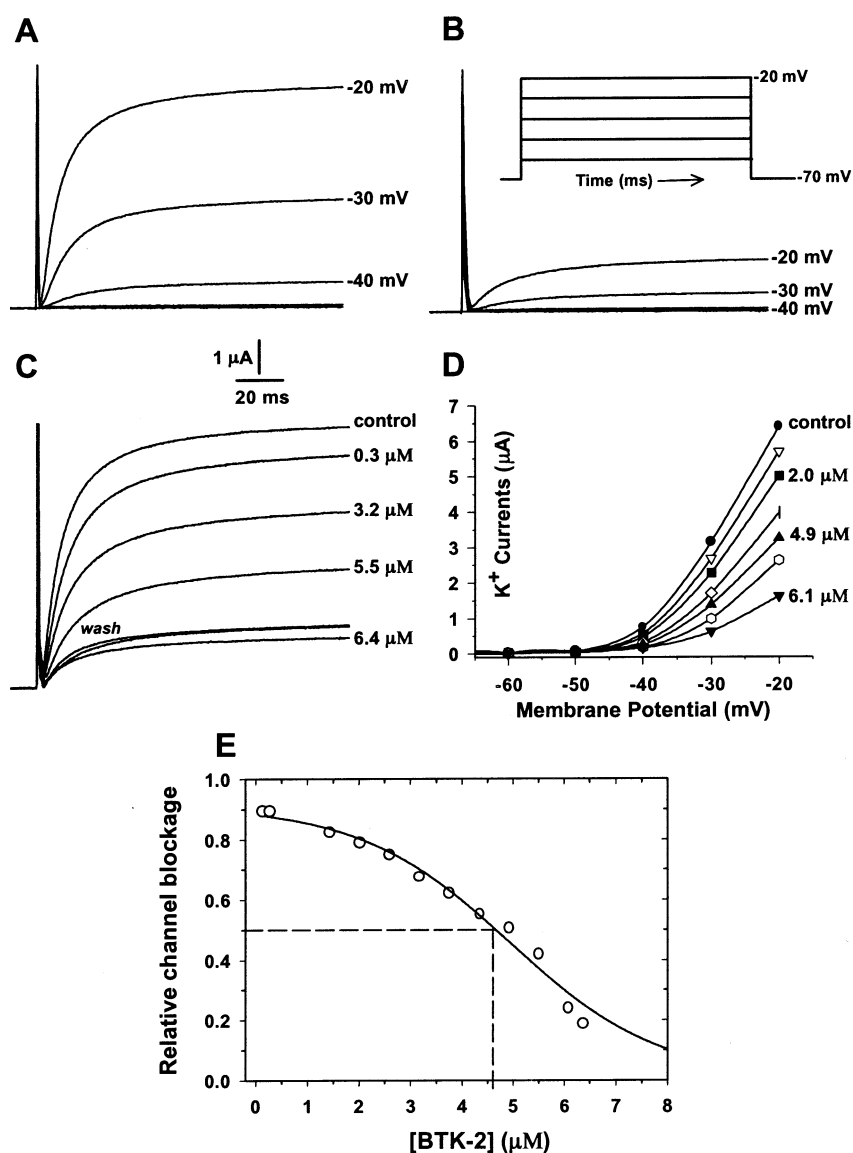 A
-20 mV
-30 mV
-40 mV
B
-20 mV
Time (ms)
-70 mV
-20 mV
-30 mV
-40 mV
C
1 μA
20 ms
control
0.3 μM
3.2 μM
5.5 μM
wash
6.4 μM
D
K+ Currents (μA)
7
6
5
4
3
2
1
0
control
2.0 μM
4.9 μM
6.1 μM
-60 -50 -40 -30 -20
Membrane Potential (mV)
E
Relative channel blockage
1.0
0.8
0.6
0.4
0.2
0.0
0 1 2 3 4 5 6 7 8
[BTK-2] (μM)